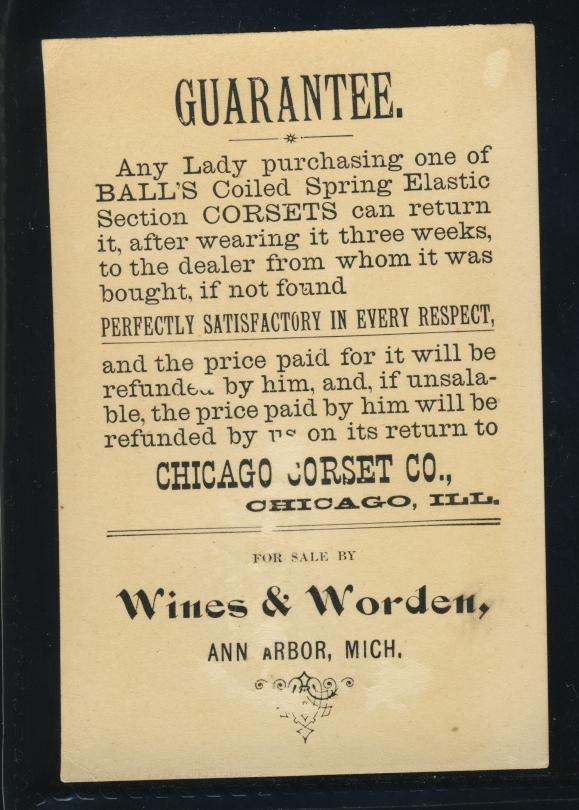 GUARANTEE.
Any Lady purchasing one of
BALL'S Coiled Spring Elastic
Section CORSETS can return
it, after wearing it three weeks,
to the dealer from whom it was
bought, if not found
PERFECTLY SATISFACTORY IN EVERY RESPECT,
and the price paid for it will be
refunded by him, and, if unsala-
ble, the price paid by him will be
refunded by us on its return to
CHICAGO CORSET CO.,
CHICAGO, ILL.
FOR SALE BY
Wines & Worden,
ANN ARBOR, MICH.